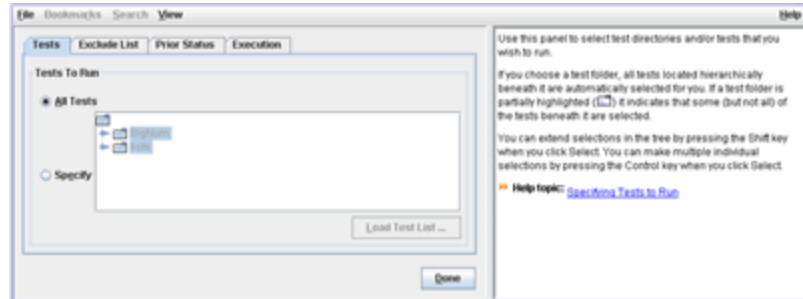 File Bookmarks Search View Help
Tests Exclude List Prior Status Execution
Tests To Run
All Tests
BigNum
lists
Specify
Load Test List ...
Done
Use this panel to select test directories and/or tests that you
wish to run.
If you choose a test folder, all tests located hierarchically
beneath it are automatically selected for you. If a test folder is
partially highlighted ( ) it indicates that some (but not all) of
the tests beneath it are selected.
You can extend selections in the tree by pressing the Shift key
when you click Select. You can make multiple individual
selections by pressing the Control key when you click Select.
Help topic: Specifying Tests to Run